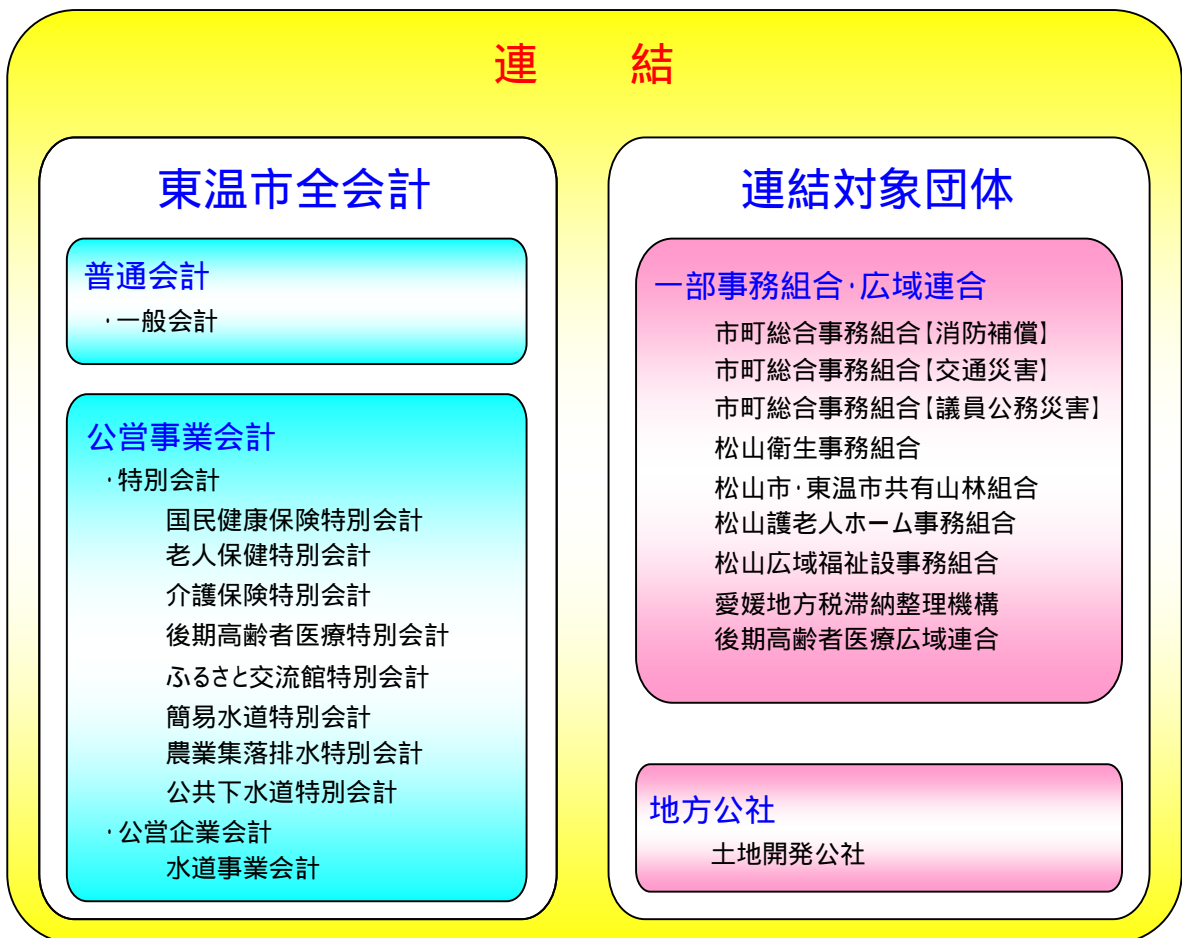 連　結
東温市全会計
普通会計
・一般会計
公営事業会計
・特別会計
国民健康保険特別会計
老人保健特別会計
介護保険特別会計
後期高齢者医療特別会計
ふるさと交流館特別会計
簡易水道特別会計
農業集落排水特別会計
公共下水道特別会計
・公営企業会計
水道事業会計
連結対象団体
一部事務組合・広域連合
市町総合事務組合【消防補償】
市町総合事務組合【交通災害】
市町総合事務組合【議員公務災害】
松山衛生事務組合
松山市・東温市共有山林組合
松山護老人ホーム事務組合
松山広域福祉設事務組合
愛媛地方税滞納整理機構
後期高齢者医療広域連合
地方公社
土地開発公社